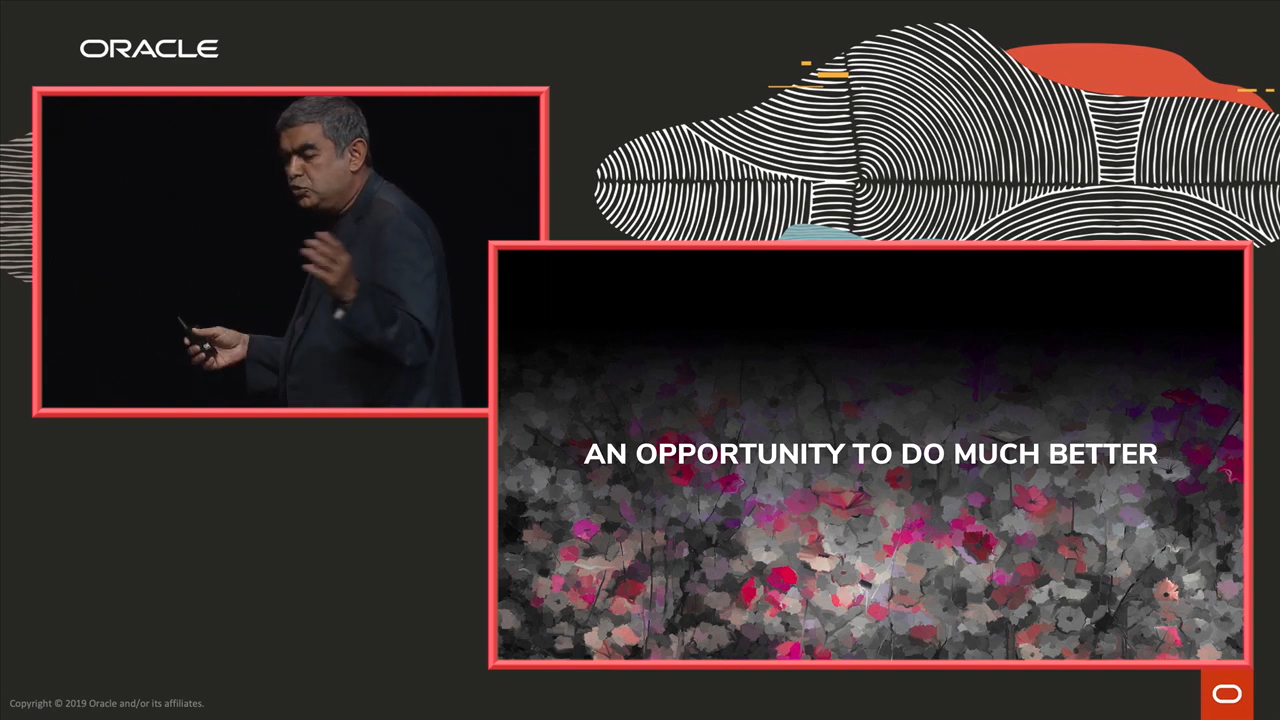 ORACLE
AN OPPORTUNITY TO DO MUCH BETTER
Copyright © 2019 Oracle and/or its affiliates.